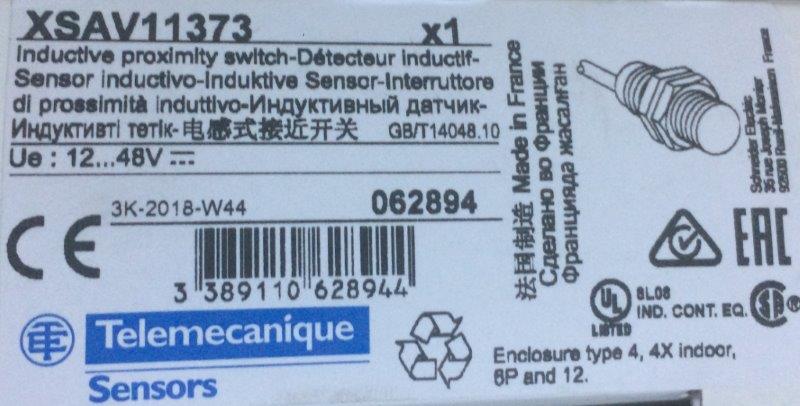 XSAV11373 x1
Inductive proximity switch-Détecteur inductif-
Sensor inductivo-Induktive Sensor-Interruttore
di prossimità induttivo-Индуктивный датчик-
Индуктивті тетік-电感式接近开关 GB/T14048.10
Ue : 12...48V
3K-2018-W44 062894
CE
3 389110 628944
Telemecanique
Sensors
法国制造 Made in France
Сделано во Франции
Францияда жасалған
Schneider Electric
35 rue Joseph Monier
92500 Rueil-Malmaison France
EAC
UL
LISTED
8L08
IND. CONT. EQ.
Enclosure type 4, 4X indoor,
6P and 12.